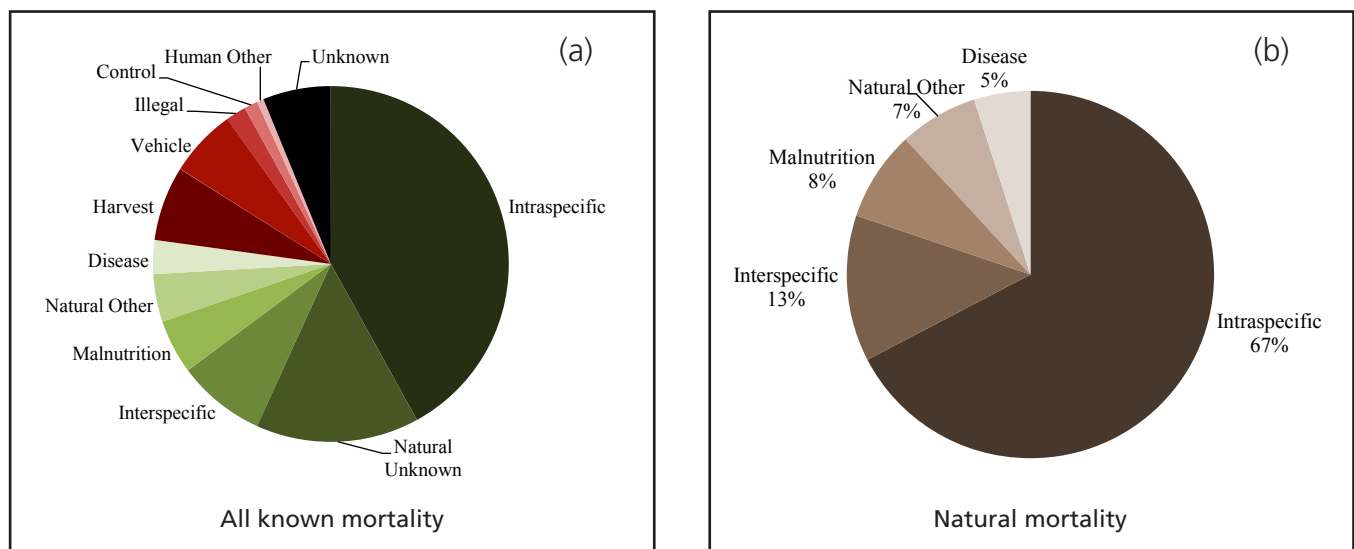 (a)
Human Other
Unknown
Control
Illegal
Vehicle
Harvest
Disease
Natural Other
Malnutrition
Interspecific
Natural
Unknown
Intraspecific
All known mortality
(b)
Disease
5%
Natural Other
7%
Malnutrition
8%
Interspecific
13%
Intraspecific
67%
Natural mortality